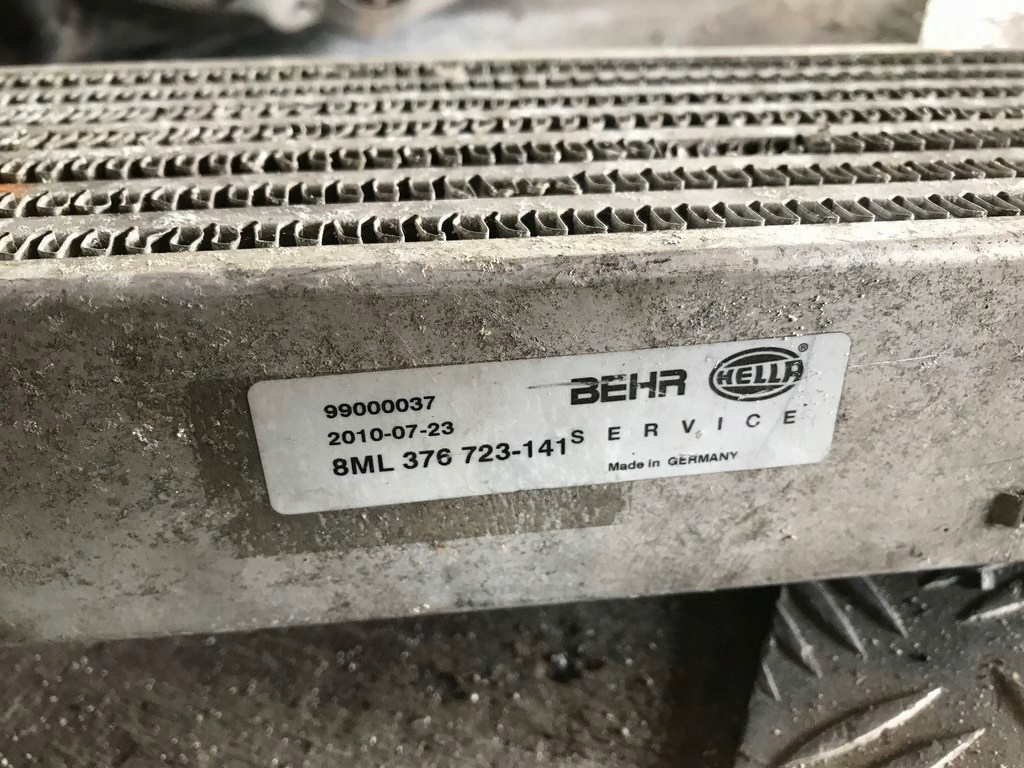 99000037
2010-07-23
8ML 376 723-141
BEHR HELLA®
SERVICE
Made in GERMANY